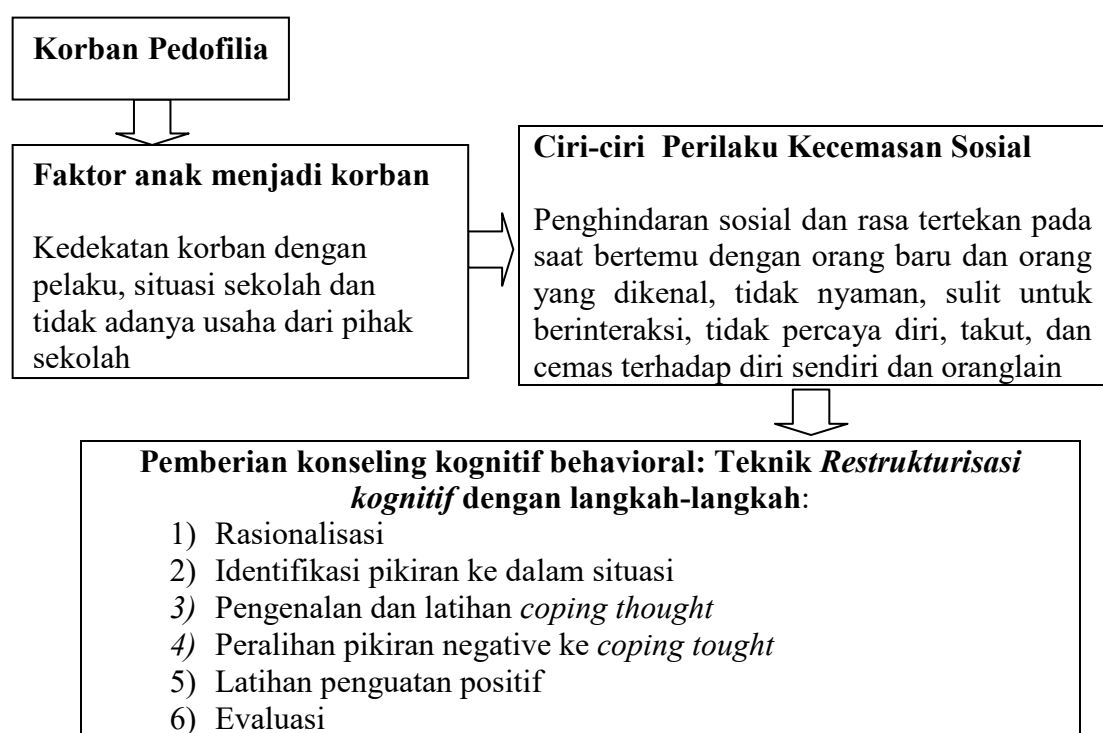 Korban Pedofilia
Faktor anak menjadi korban
Kedekatan korban dengan
pelaku, situasi sekolah dan
tidak adanya usaha dari pihak
sekolah
Ciri-ciri Perilaku Kecemasan Sosial
Penghindaran sosial dan rasa tertekan pada
saat bertemu dengan orang baru dan orang
yang dikenal, tidak nyaman, sulit untuk
berinteraksi, tidak percaya diri, takut, dan
cemas terhadap diri sendiri dan oranglain
Pemberian konseling kognitif behavioral: Teknik Restrukturisasi
kognitif dengan langkah-langkah:
1) Rasionalisasi
2) Identifikasi pikiran ke dalam situasi
3) Pengenalan dan latihan coping thought
4) Peralihan pikiran negative ke coping tought
5) Latihan penguatan positif
6) Evaluasi